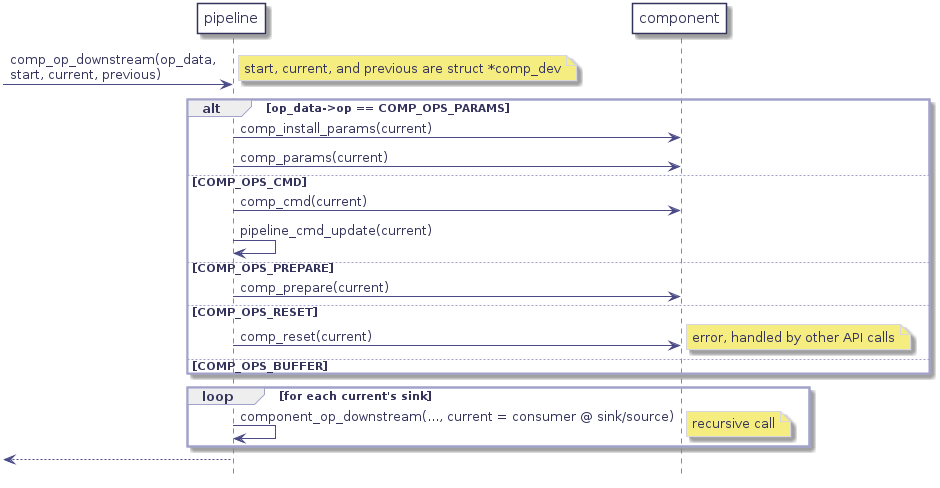 pipeline
component
comp_op_downstream(op_data,
start, current, previous)
start, current, and previous are struct *comp_dev
alt
[op_data->op == COMP_OPS_PARAMS]
comp_install_params(current)
comp_params(current)
[COMP_OPS_CMD]
comp_cmd(current)
pipeline_cmd_update(current)
[COMP_OPS_PREPARE]
comp_prepare(current)
[COMP_OPS_RESET]
comp_reset(current)
error, handled by other API calls
[COMP_OPS_BUFFER]
loop
[for each current's sink]
component_op_downstream(..., current = consumer @ sink/source)
recursive call